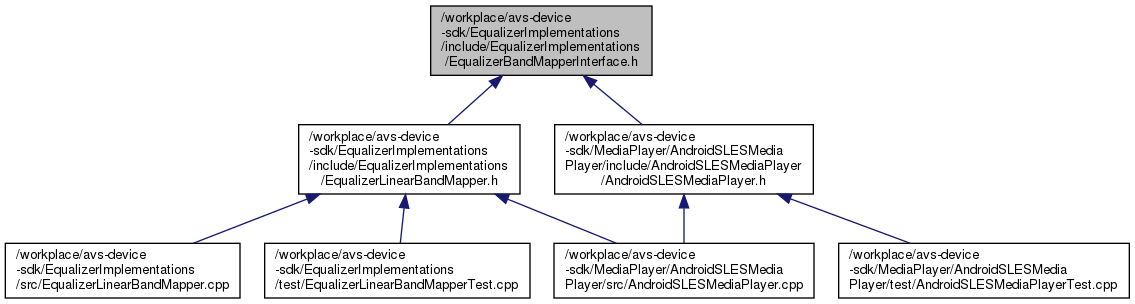 /workplace/avs-device
-sdk/EqualizerImplementations
/include/EqualizerImplementations
/EqualizerBandMapperInterface.h
/workplace/avs-device
-sdk/EqualizerImplementations
/include/EqualizerImplementations
/EqualizerLinearBandMapper.h
/workplace/avs-device
-sdk/MediaPlayer/AndroidSLESMedia
Player/include/AndroidSLESMediaPlayer
/AndroidSLESMediaPlayer.h
/workplace/avs-device
-sdk/EqualizerImplementations
/src/EqualizerLinearBandMapper.cpp
/workplace/avs-device
-sdk/EqualizerImplementations
/test/EqualizerLinearBandMapperTest.cpp
/workplace/avs-device
-sdk/MediaPlayer/AndroidSLESMedia
Player/src/AndroidSLESMediaPlayer.cpp
/workplace/avs-device
-sdk/MediaPlayer/AndroidSLESMedia
Player/test/AndroidSLESMediaPlayerTest.cpp